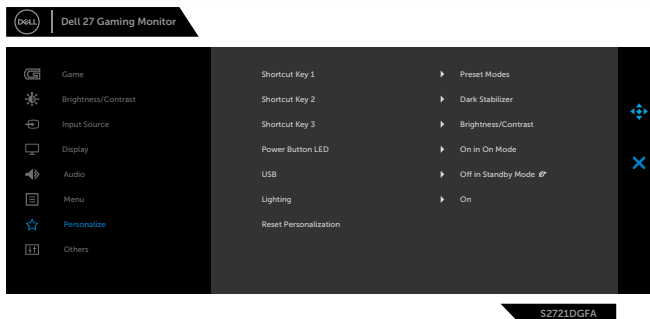 DELL Dell 27 Gaming Monitor
Game Shortcut Key 1 Preset Modes
Brightness/Contrast Shortcut Key 2 Dark Stabilizer
Input Source Shortcut Key 3 Brightness/Contrast
Display Power Button LED On in On Mode
Audio USB Off in Standby Mode
Menu Lighting On
Personalize Reset Personalization
Others
S2721DGFA